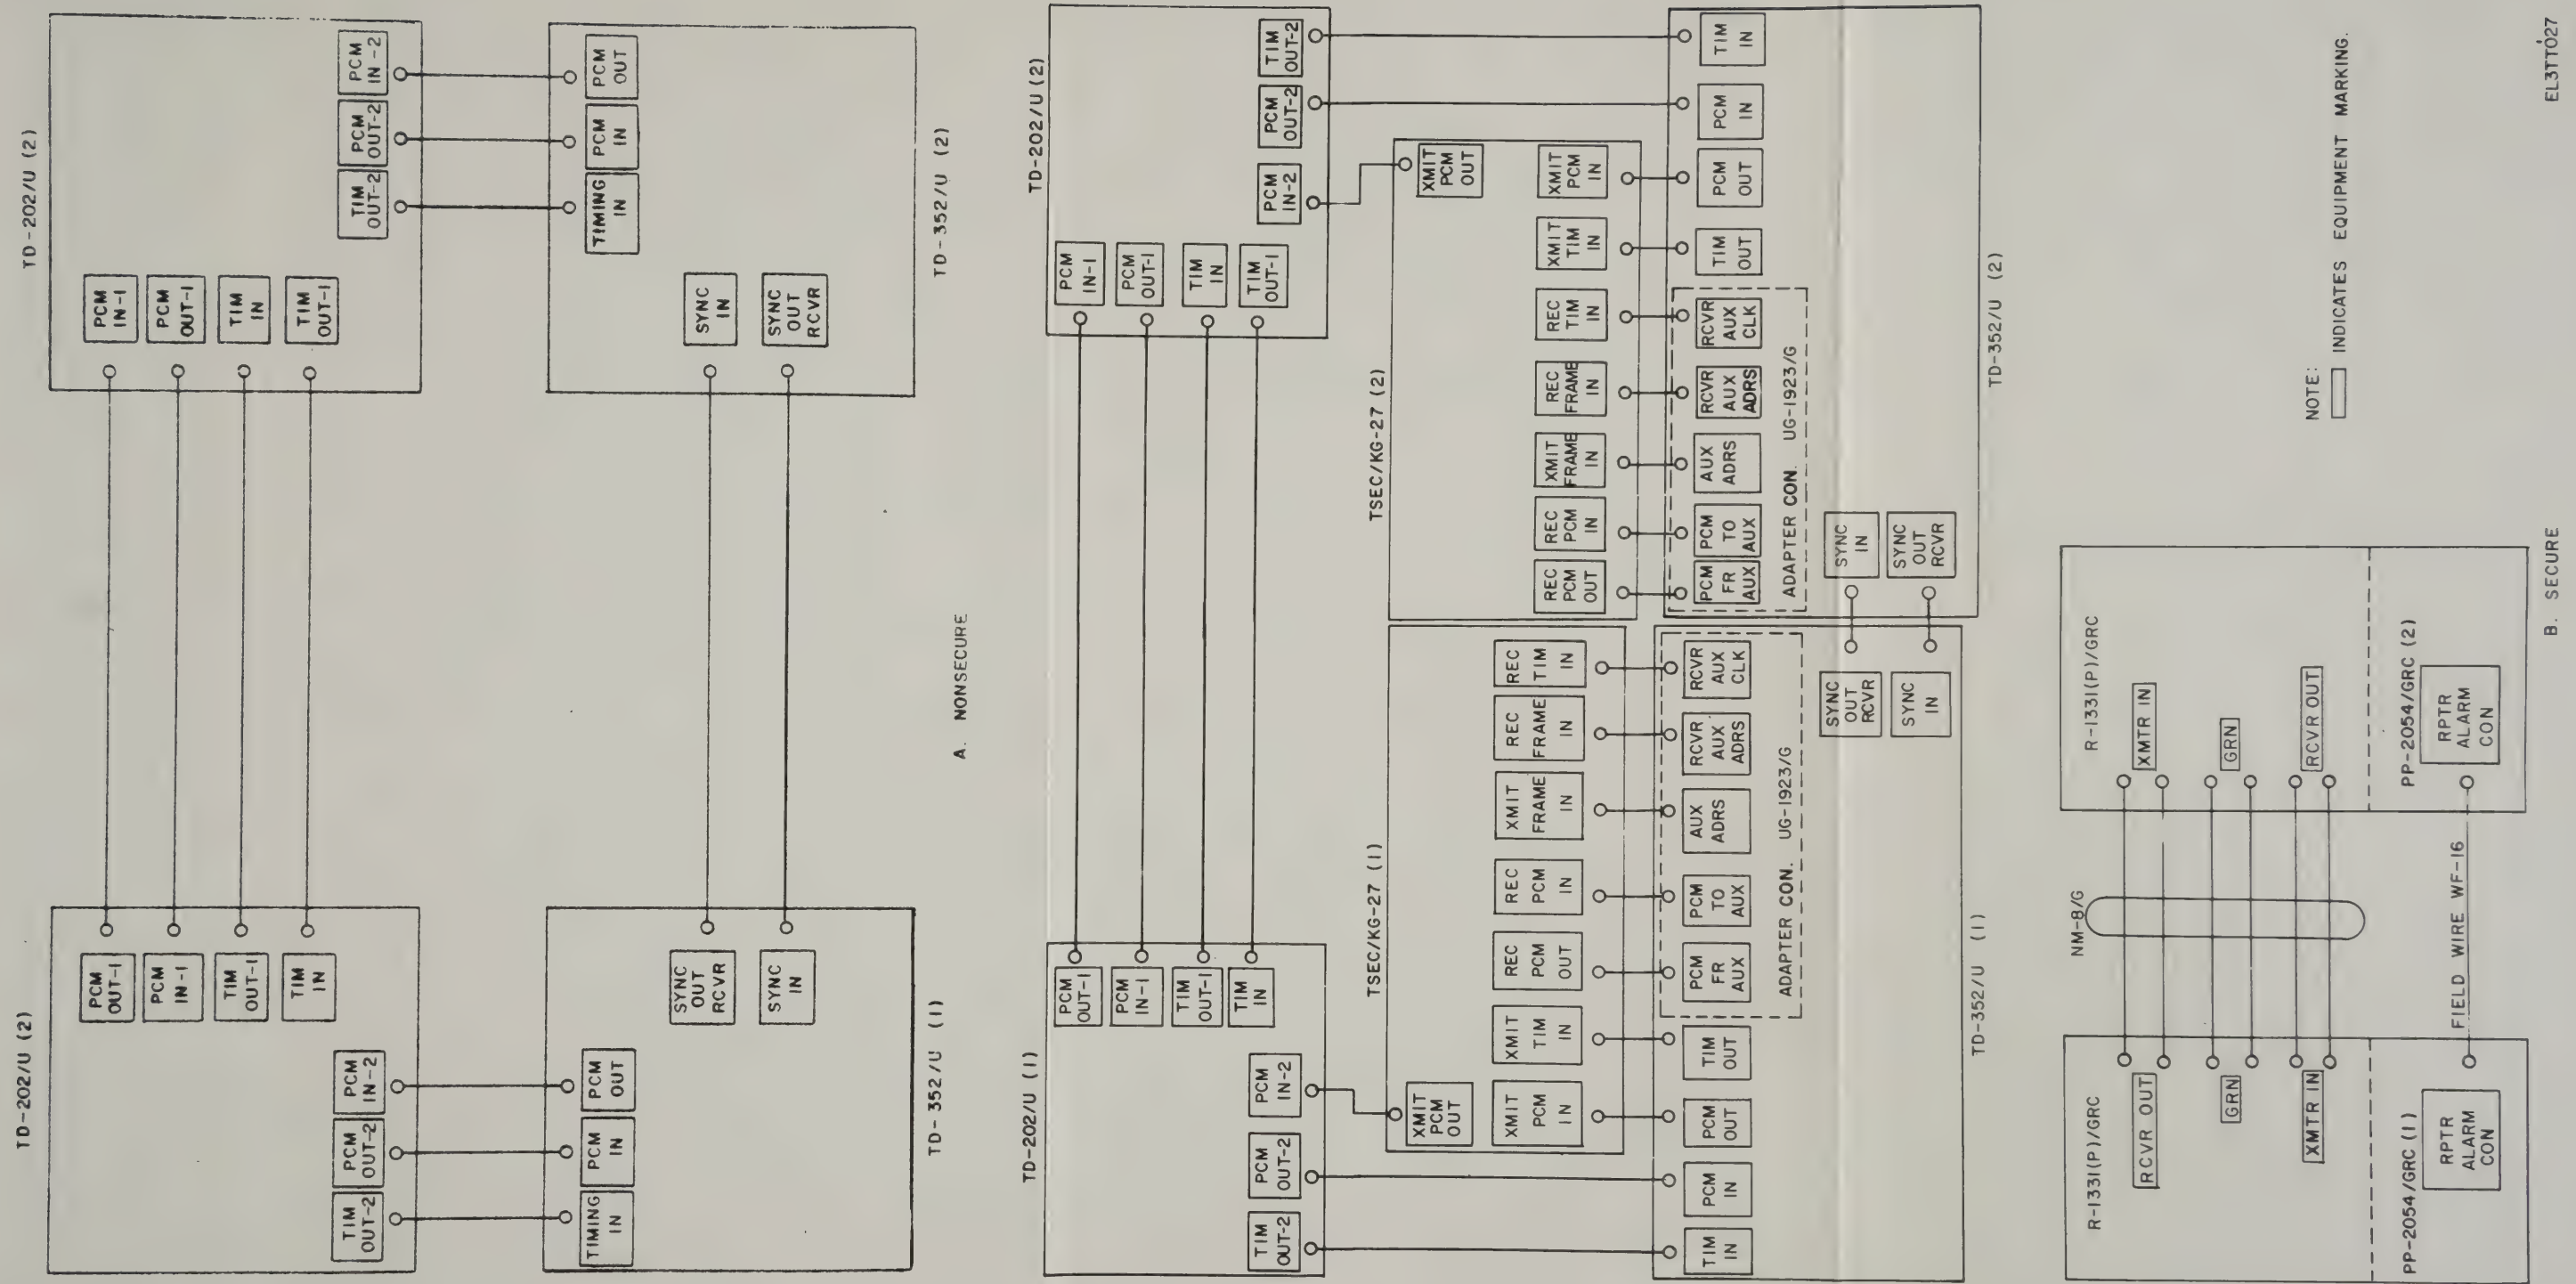 TD-202/U (2)
PCM
OUT-1
PCM
IN-1
TIM
OUT-1
TIM
IN
TIM
OUT-2
PCM
OUT-2
PCM
IN-2
TD-202/U (2)
PCM
IN-1
PCM
OUT-1
TIM
IN
TIM
OUT-1
TIM
OUT-2
PCM
OUT-2
PCM
IN-2
TIMING
IN
PCM
IN
PCM
OUT
SYNC
OUT
RCVR
SYNC
IN
TD-352/U (1)
TIMING
IN
PCM
IN
PCM
OUT
SYNC
IN
SYNC
OUT
RCVR
TD-352/U (2)
A. NONSECURE
TD-202/U (1)
PCM
OUT-1
PCM
IN-1
TIM
OUT-1
TIM
IN
TIM
OUT-2
PCM
OUT-2
PCM
IN-2
TD-202/U (2)
PCM
IN-1
PCM
OUT-1
TIM
IN
TIM
OUT-1
PCM
IN-2
PCM
OUT-2
TIM
OUT-2
TSEC/KG-27 (1)
XMIT
PCM
OUT
XMIT
PCM
IN
XMIT
TIM
IN
REC
PCM
OUT
REC
PCM
IN
XMIT
FRAME
IN
REC
FRAME
IN
REC
TIM
IN
TSEC/KG-27 (2)
XMIT
PCM
OUT
REC
PCM
OUT
REC
PCM
IN
XMIT
FRAME
IN
REC
FRAME
IN
REC
TIM
IN
XMIT
TIM
IN
XMIT
PCM
IN
TIM
IN
PCM
IN
PCM
OUT
TIM
OUT
PCM
FR
AUX
PCM
TO
AUX
AUX
ADRS
RCVR
AUX
ADRS
RCVR
AUX
CLK
ADAPTER CON. UG-1923/G
SYNC
OUT
RCVR
SYNC
IN
TD-352/U (1)
PCM
FR
AUX
PCM
TO
AUX
AUX
ADRS
RCVR
AUX
ADRS
RCVR
AUX
CLK
TIM
OUT
PCM
OUT
PCM
IN
TIM
IN
ADAPTER CON. UG-1923/G
SYNC
IN
SYNC
OUT
RCVR
TD-352/U (2)
R-1331(P)/GRC
RCVR OUT
GRN
XMTR IN
PP-2054/GRC (1)
RPTR
ALARM
CON
NM-8/G
FIELD WIRE WF-16
R-1331(P)/GRC
XMTR IN
GRN
RCVR OUT
PP-2054/GRC (2)
RPTR
ALARM
CON
NOTE:
INDICATES EQUIPMENT MARKING.
B. SECURE
EL3TT027